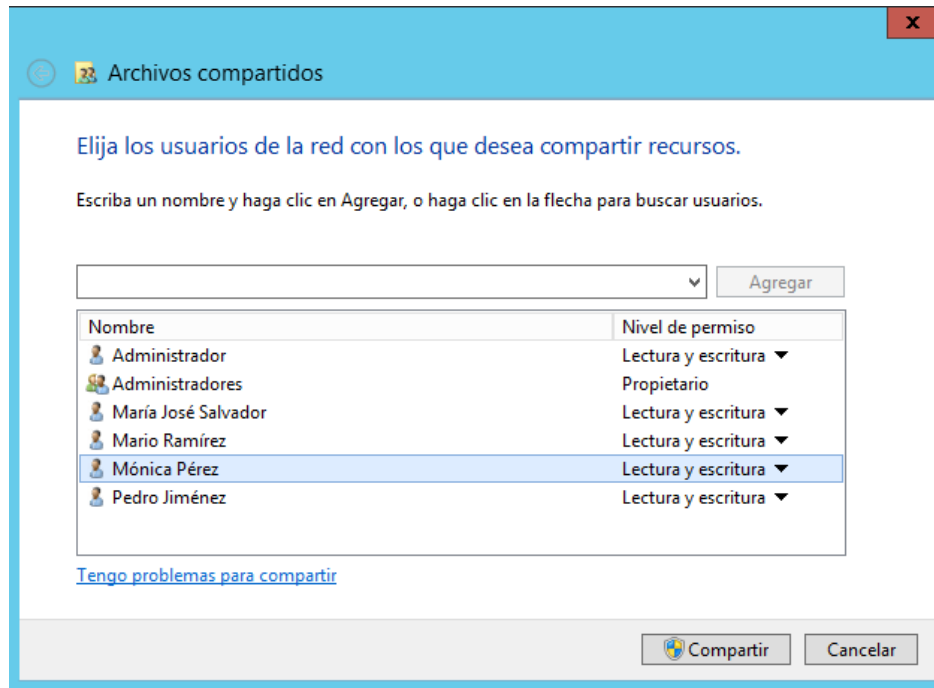 x
Archivos compartidos
Elija los usuarios de la red con los que desea compartir recursos.
Escriba un nombre y haga clic en Agregar, o haga clic en la flecha para buscar usuarios.
Agregar
Nombre Nivel de permiso
Administrador Lectura y escritura
Administradores Propietario
María José Salvador Lectura y escritura
Mario Ramírez Lectura y escritura
Mónica Pérez Lectura y escritura
Pedro Jiménez Lectura y escritura
Tengo problemas para compartir
Compartir Cancelar